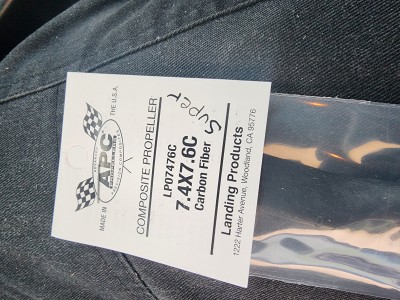 MADE IN
APC
THE U.S.A.
COMPOSITE PROPELLER
LP07476C
7.4X7.6C
Carbon Fiber
Super
Landing Products
1222 Harter Avenue, Woodland, CA 95776